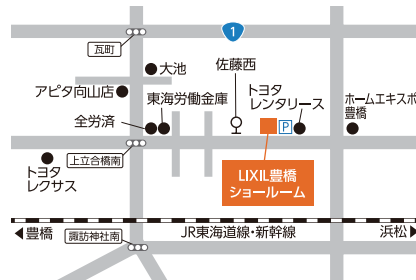 1
瓦町
大池
佐藤西
アピタ向山店
東海労働金庫
トヨタ
レンタリース
ホームエキスポ
豊橋
全労済
P
上立合橋南
トヨタ
レクサス
LIXIL豊橋
ショールーム
豊橋
諏訪神社南
JR東海道線・新幹線
浜松